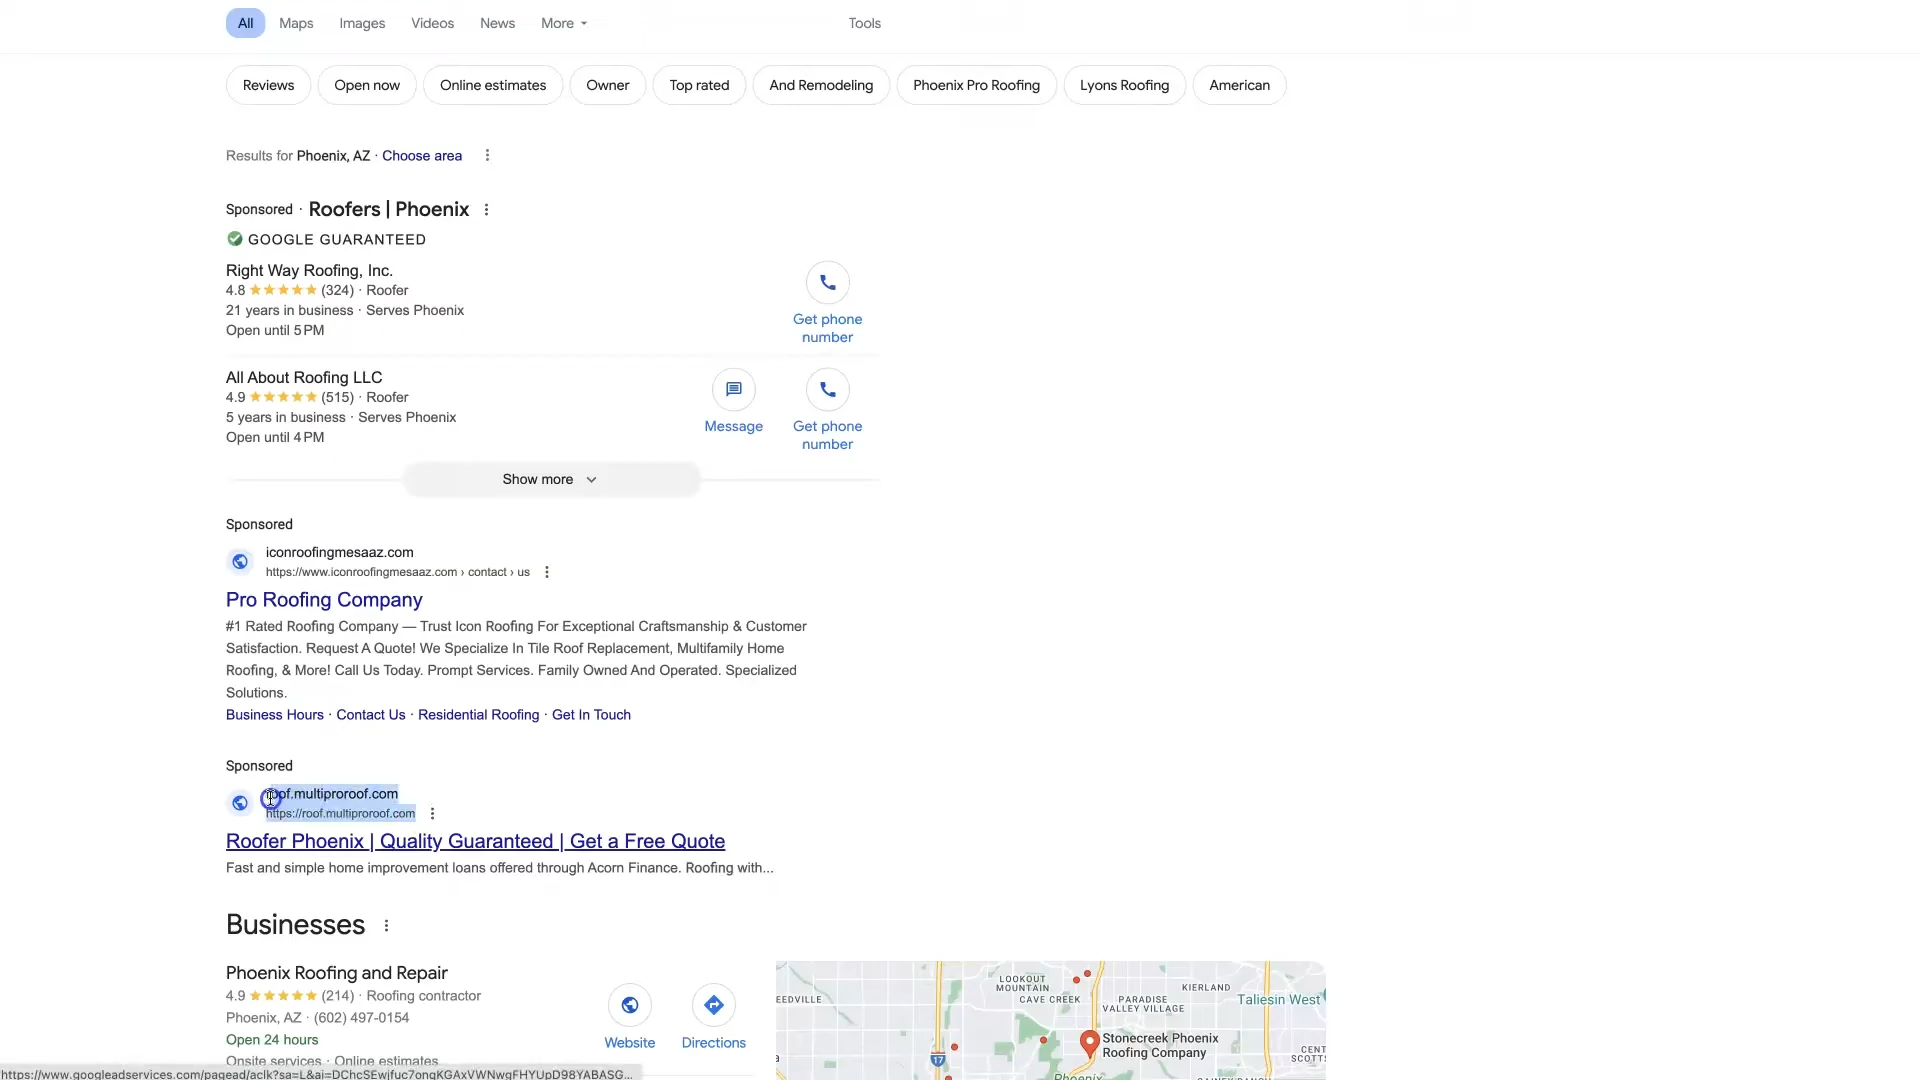 All Maps Images Videos News More Tools
Reviews Open now Online estimates Owner Top rated And Remodeling Phoenix Pro Roofing Lyons Roofing American
Results for Phoenix, AZ · Choose area
Sponsored · Roofers | Phoenix
GOOGLE GUARANTEED
Right Way Roofing, Inc.
4.8 (324) · Roofer
21 years in business · Serves Phoenix
Open until 5 PM
Get phone
number
All About Roofing LLC
4.9 (515) · Roofer
5 years in business · Serves Phoenix
Open until 4 PM
Message
Get phone
number
Show more
Sponsored
iconroofingmesaaz.com
https://www.iconroofingmesaaz.com › contact › us
Pro Roofing Company
#1 Rated Roofing Company — Trust Icon Roofing For Exceptional Craftsmanship & Customer
Satisfaction. Request A Quote! We Specialize In Tile Roof Replacement, Multifamily Home
Roofing, & More! Call Us Today. Prompt Services. Family Owned And Operated. Specialized
Solutions.
Business Hours · Contact Us · Residential Roofing · Get In Touch
Sponsored
roof.multiproroof.com
https://roof.multiproroof.com
Roofer Phoenix | Quality Guaranteed | Get a Free Quote
Fast and simple home improvement loans offered through Acorn Finance. Roofing with...
Businesses
Phoenix Roofing and Repair
4.9 (214) · Roofing contractor
Phoenix, AZ · (602) 497-0154
Open 24 hours
Onsite services · Online estimates
Website
Directions
LOOKOUT
MOUNTAIN
CAVE CREEK
EEDVILLE
PARADISE
VALLEY VILLAGE
KIERLAND
Taliesin West
Stonecreek Phoenix
Roofing Company
17
CENT
SCOTTS
Phoenix